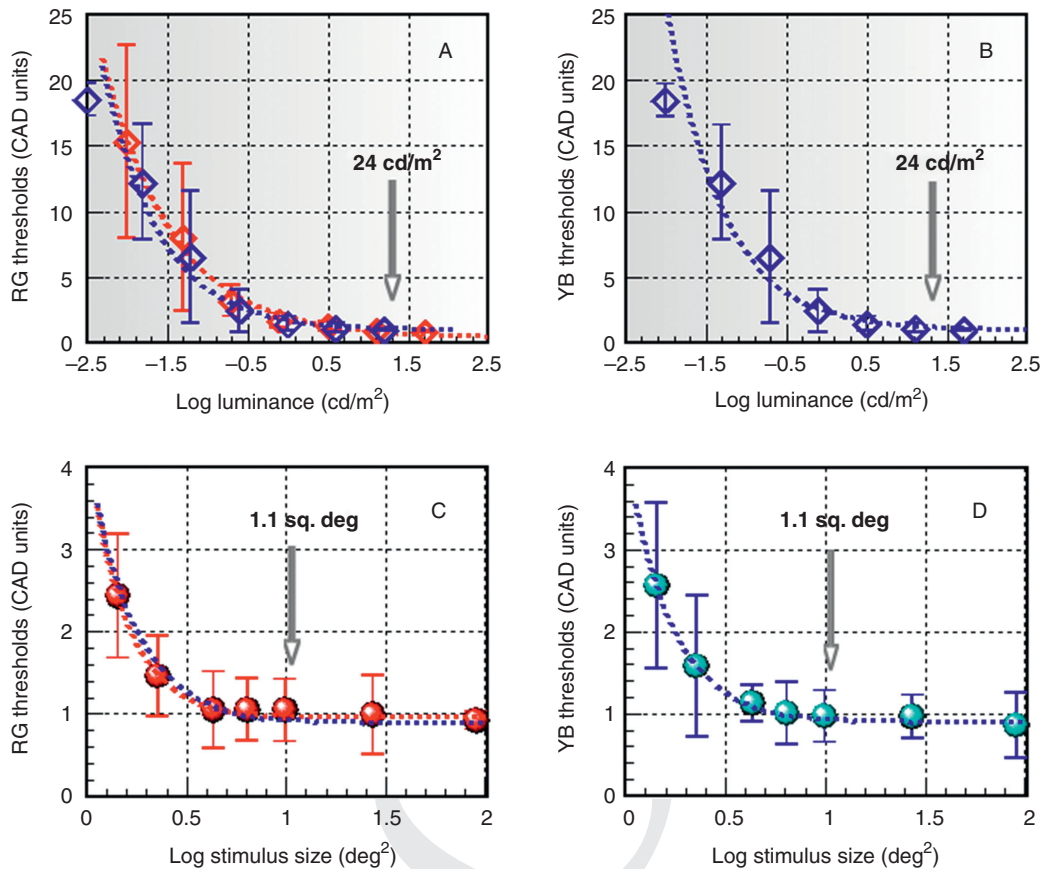 RG thresholds (CAD units)
25
20
15
10
5
0
A
24 cd/m²
−2.5 −1.5 −0.5 0.5 1.5 2.5
Log luminance (cd/m²)
YB thresholds (CAD units)
25
20
15
10
5
0
B
24 cd/m²
−2.5 −1.5 −0.5 0.5 1.5 2.5
Log luminance (cd/m²)
RG thresholds (CAD units)
4
3
2
1
0
C
1.1 sq. deg
0 0.5 1 1.5 2
Log stimulus size (deg²)
YB thresholds (CAD units)
4
3
2
1
0
D
1.1 sq. deg
0 0.5 1 1.5 2
Log stimulus size (deg²)